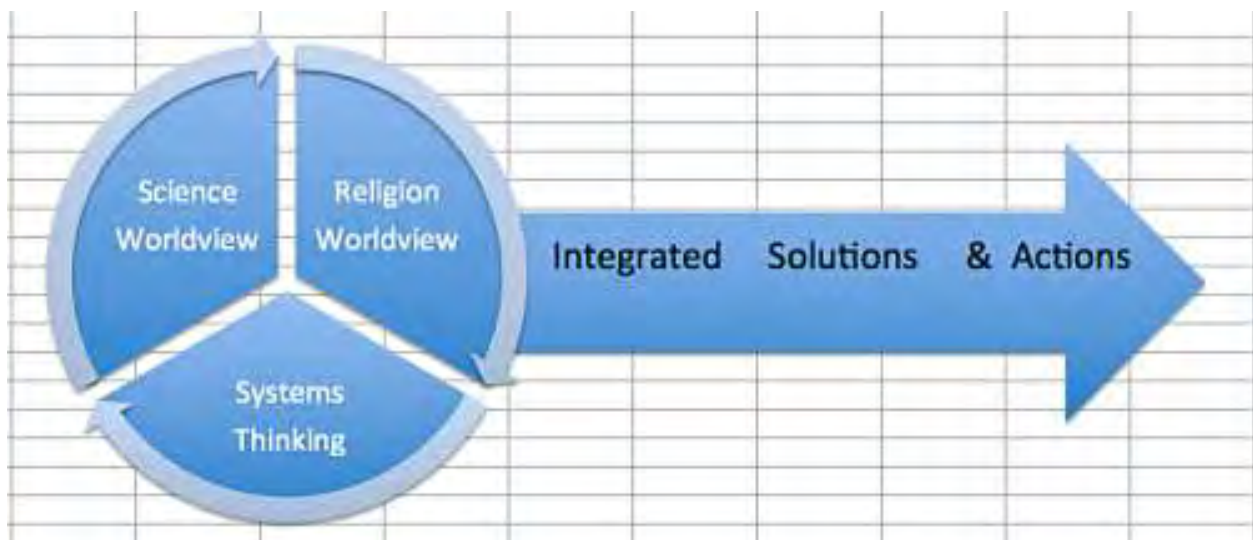 Science
Worldview
Religion
Worldview
Integrated Solutions & Actions
Systems
Thinking